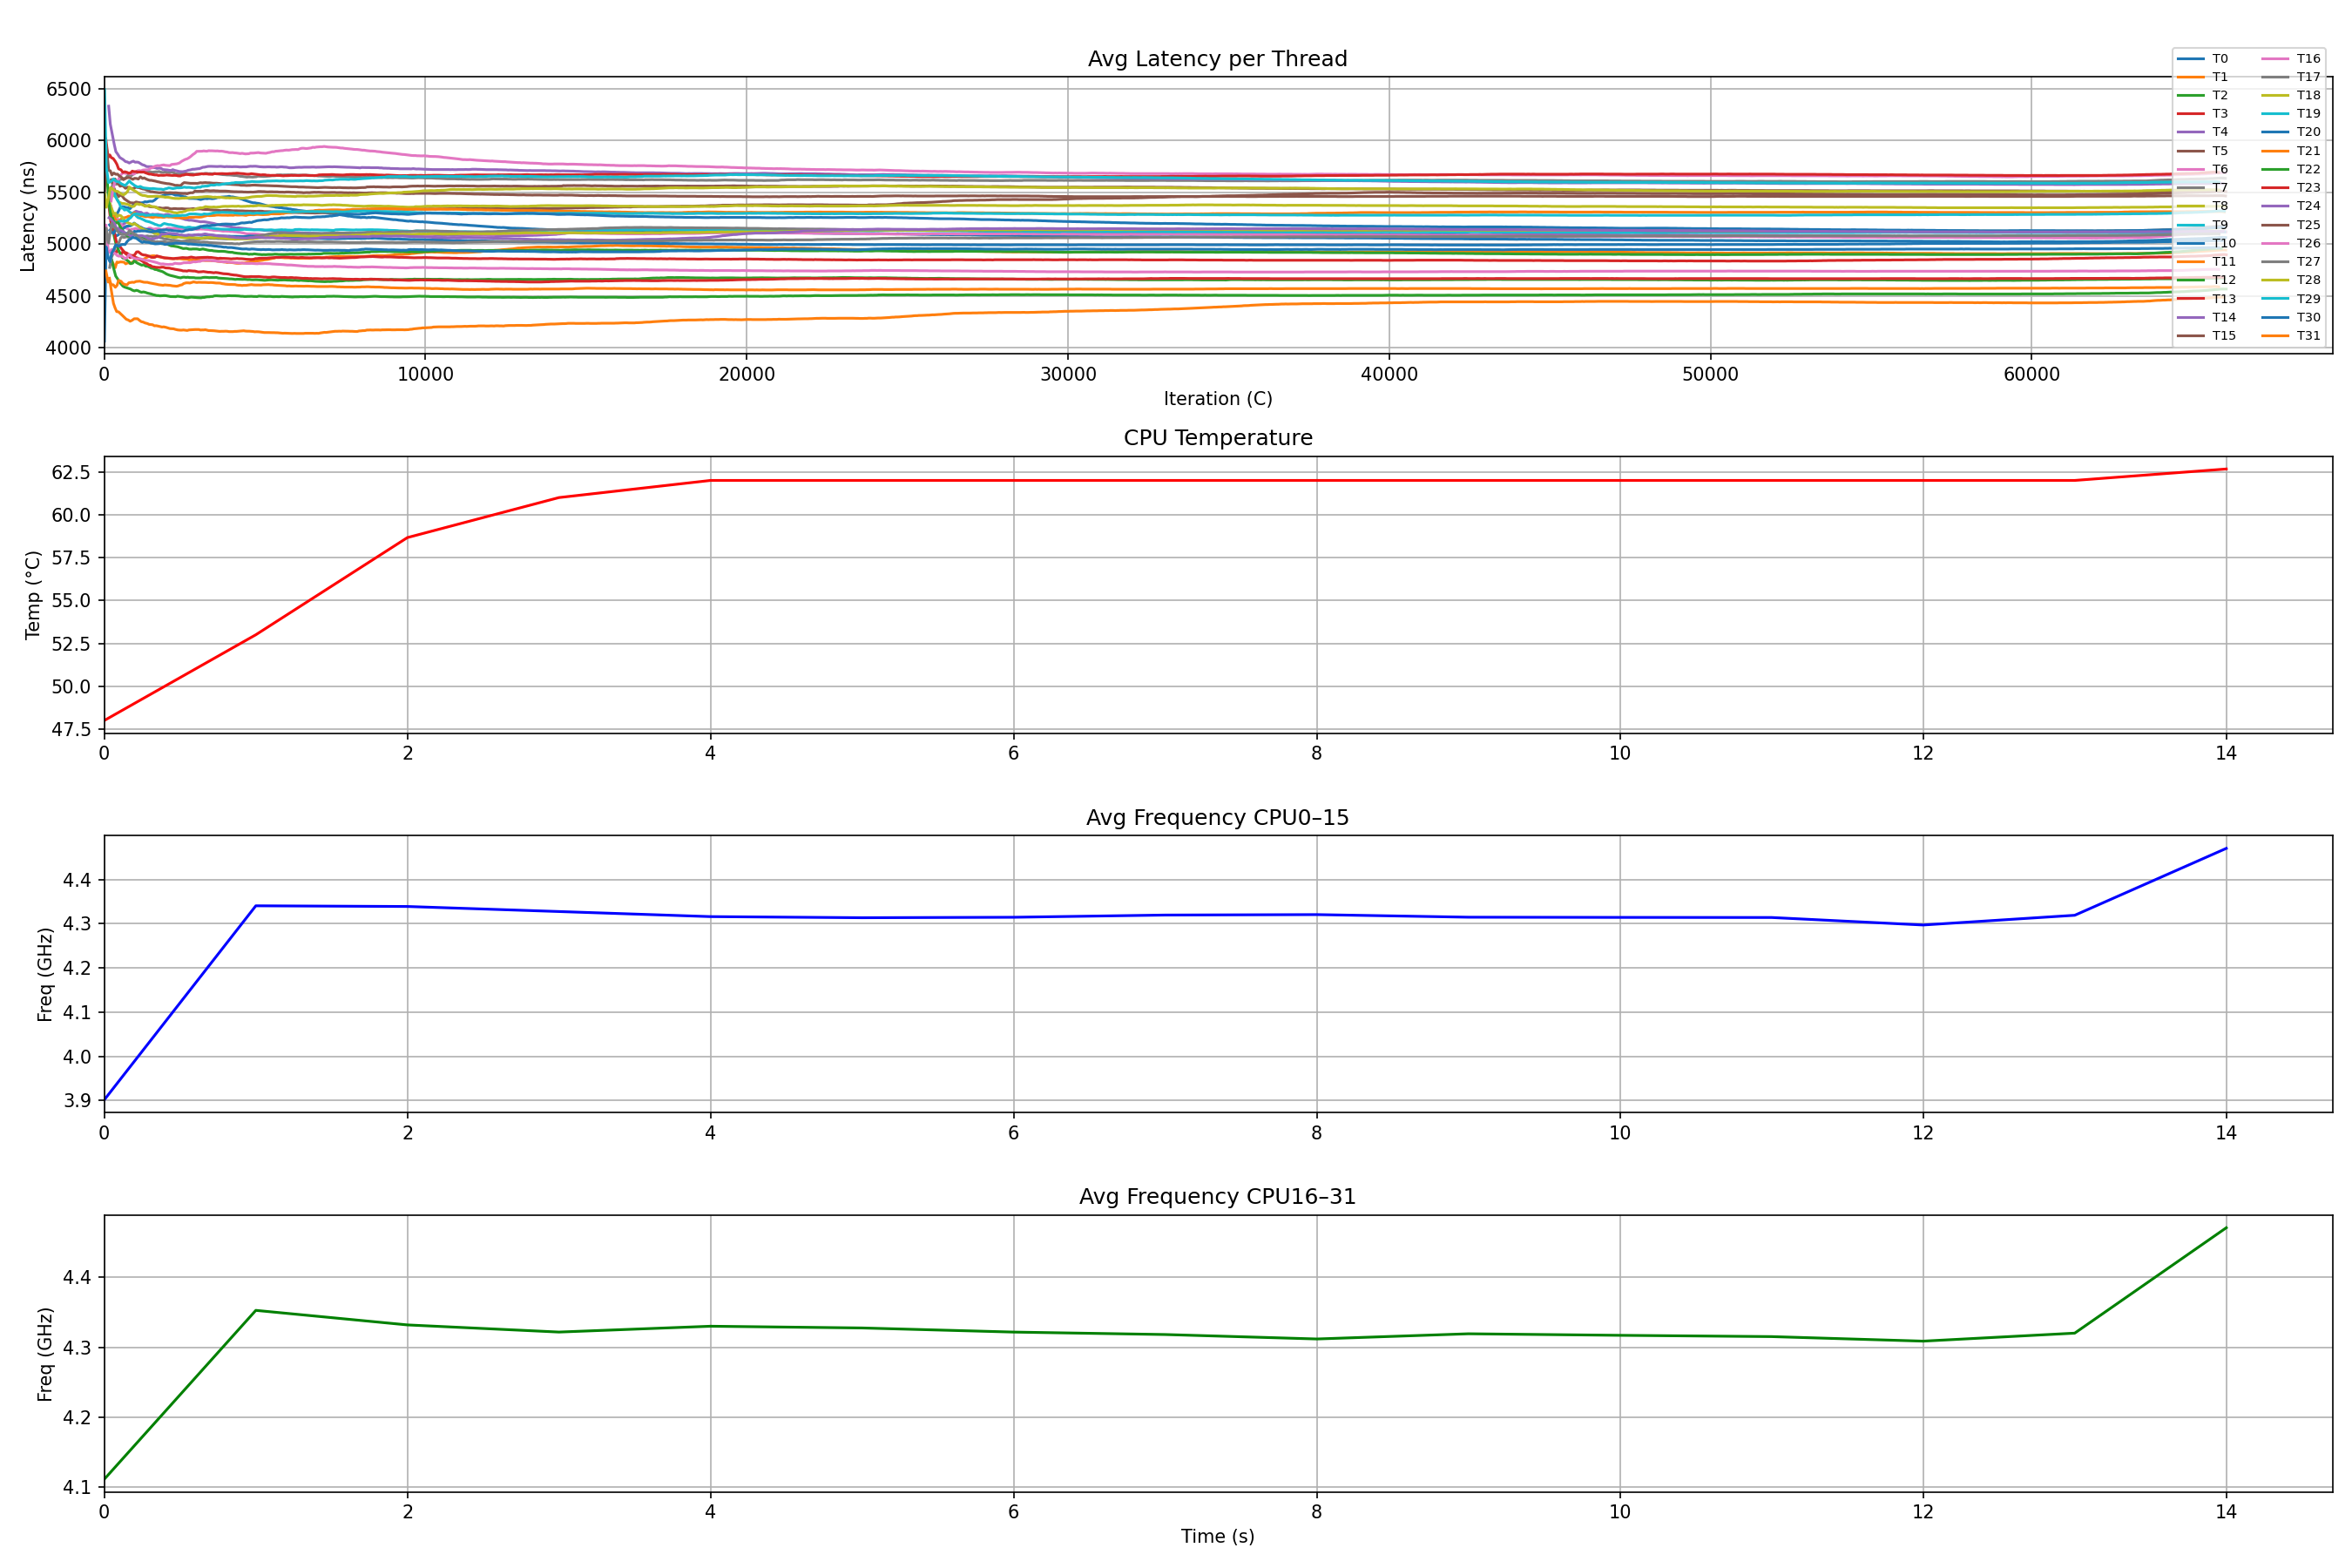 Avg Latency per Thread
Latency (ns)
6500
6000
5500
5000
4500
4000
0 10000 20000 30000 40000 50000 60000
Iteration (C)
T0 T16
T1 T17
T2 T18
T3 T19
T4 T20
T5 T21
T6 T22
T7 T23
T8 T24
T9 T25
T10 T26
T11 T27
T12 T28
T13 T29
T14 T30
T15 T31
CPU Temperature
Temp (°C)
62.5
60.0
57.5
55.0
52.5
50.0
47.5
0 2 4 6 8 10 12 14
Avg Frequency CPU0–15
Freq (GHz)
4.4
4.3
4.2
4.1
4.0
3.9
0 2 4 6 8 10 12 14
Avg Frequency CPU16–31
Freq (GHz)
4.4
4.3
4.2
4.1
0 2 4 6 8 10 12 14
Time (s)